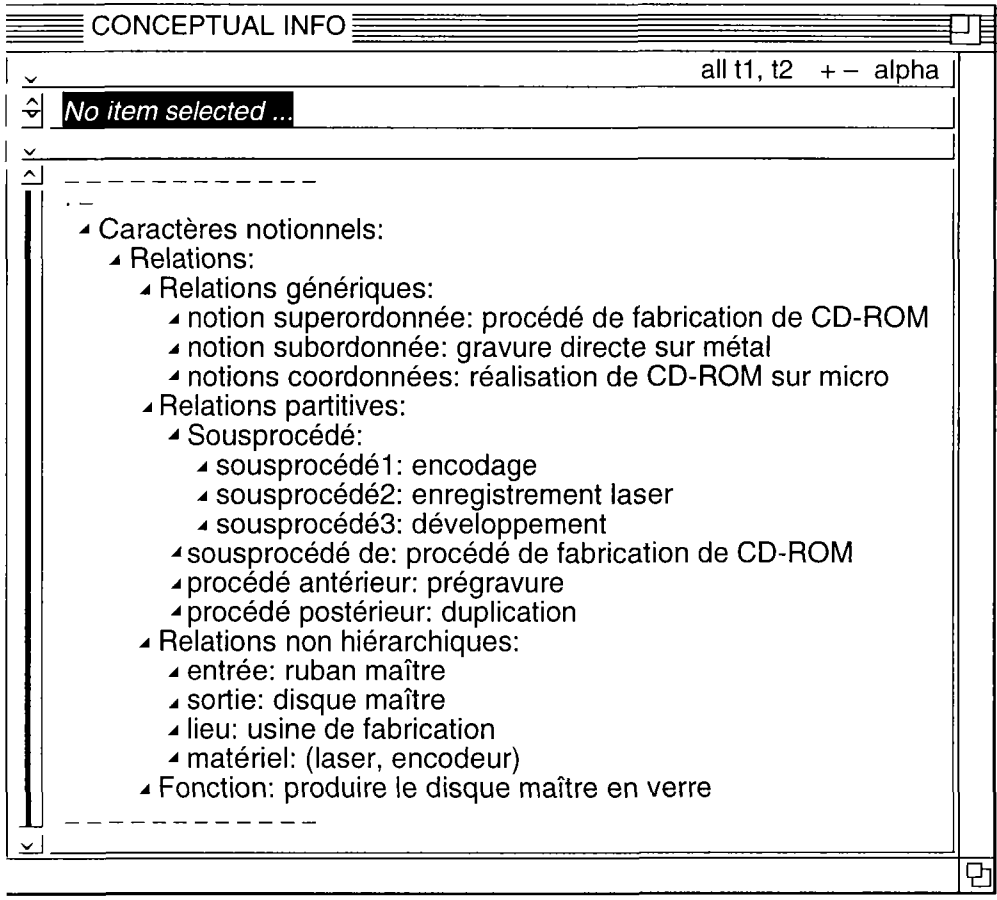 CONCEPTUAL INFO
all t1, t2 + – alpha
No item selected ...
Caractères notionnels:
Relations:
Relations génériques:
notion superordonnée: procédé de fabrication de CD-ROM
notion subordonnée: gravure directe sur métal
notions coordonnées: réalisation de CD-ROM sur micro
Relations partitives:
Sousprocédé:
sousprocédé1: encodage
sousprocédé2: enregistrement laser
sousprocédé3: développement
sousprocédé de: procédé de fabrication de CD-ROM
procédé antérieur: prégravure
procédé postérieur: duplication
Relations non hiérarchiques:
entrée: ruban maître
sortie: disque maître
lieu: usine de fabrication
matériel: (laser, encodeur)
Fonction: produire le disque maître en verre